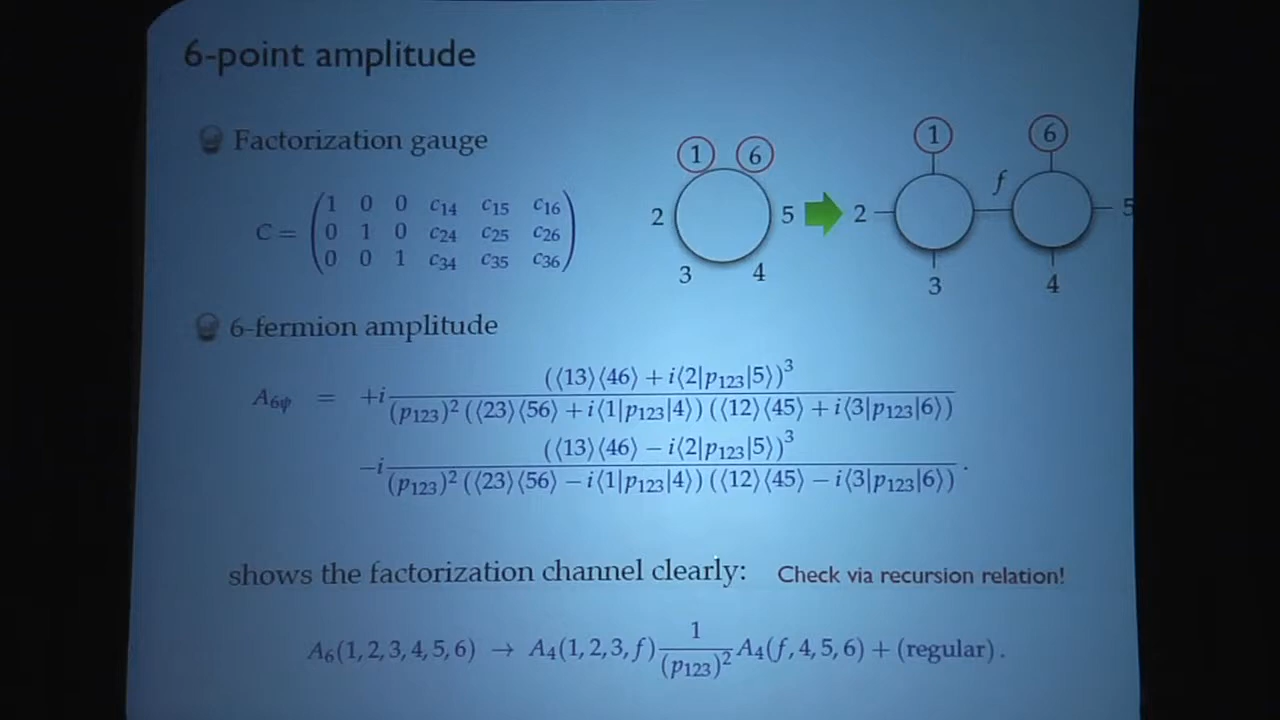 6-point amplitude
Factorization gauge
C = ( 1 0 0 c₁₄ c₁₅ c₁₆
0 1 0 c₂₄ c₂₅ c₂₆
0 0 1 c₃₄ c₃₅ c₃₆ )
1 6
2 5
3 4
1 6
f
2 5
3 4
6-fermion amplitude
A₆ψ = +i (⟨13⟩⟨46⟩ + i⟨2|p₁₂₃|5⟩)³ / (p₁₂₃)² (⟨23⟩⟨56⟩ + i⟨1|p₁₂₃|4⟩) (⟨12⟩⟨45⟩ + i⟨3|p₁₂₃|6⟩)
−i (⟨13⟩⟨46⟩ − i⟨2|p₁₂₃|5⟩)³ / (p₁₂₃)² (⟨23⟩⟨56⟩ − i⟨1|p₁₂₃|4⟩) (⟨12⟩⟨45⟩ − i⟨3|p₁₂₃|6⟩) .
shows the factorization channel clearly: Check via recursion relation!
A₆(1, 2, 3, 4, 5, 6) → A₄(1, 2, 3, f) 1 / (p₁₂₃)² A₄(f, 4, 5, 6) + (regular) .